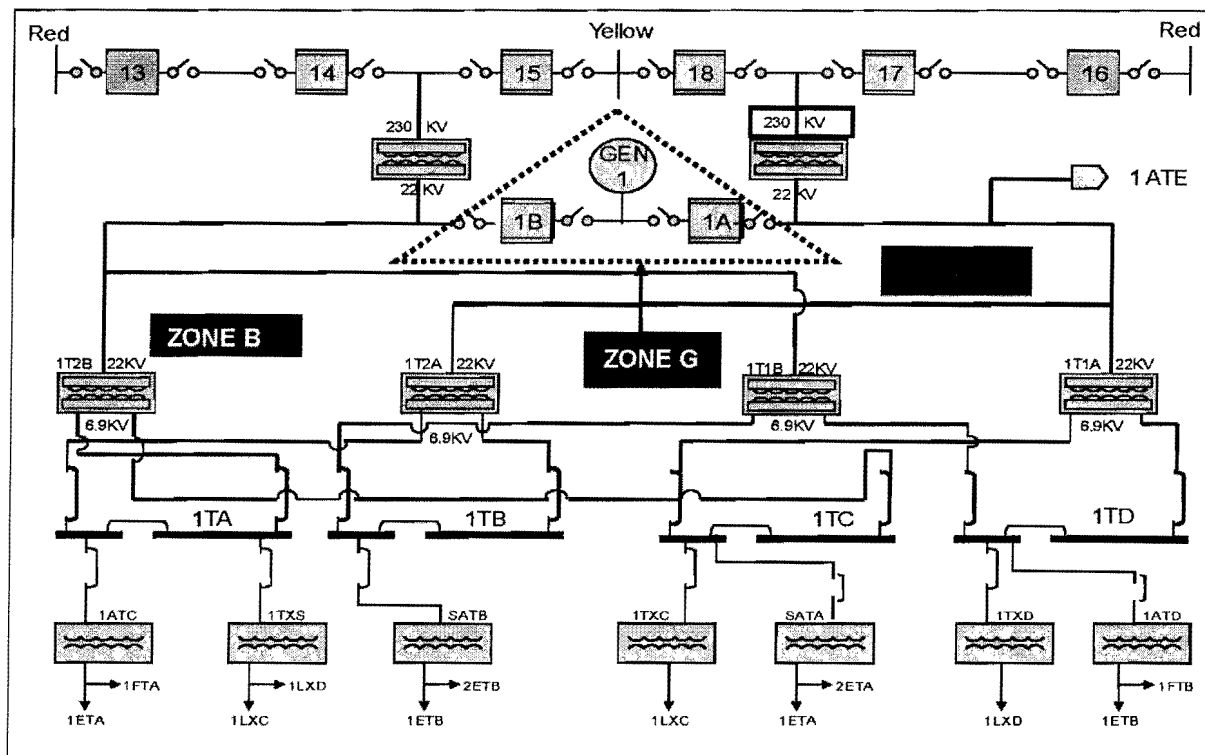 Red Yellow Red
13 14 15 18 17 16
230 KV 230 KV
GEN
1
22 KV 22 KV 1 ATE
1B 1A
ZONE B
ZONE G
1T2B 22KV 1T2A 22KV 1T1B 22KV 1T1A 22KV
6.9KV 6.9KV 6.9KV 6.9KV
1TA 1TB 1TC 1TD
1ATC 1TXS SATB 1TXC SATA 1TXD 1ATD
1FTA 1LXD 2ETB 2ETA 1FTB
1ETA 1LXC 1ETB 1LXC 1ETA 1LXD 1ETB